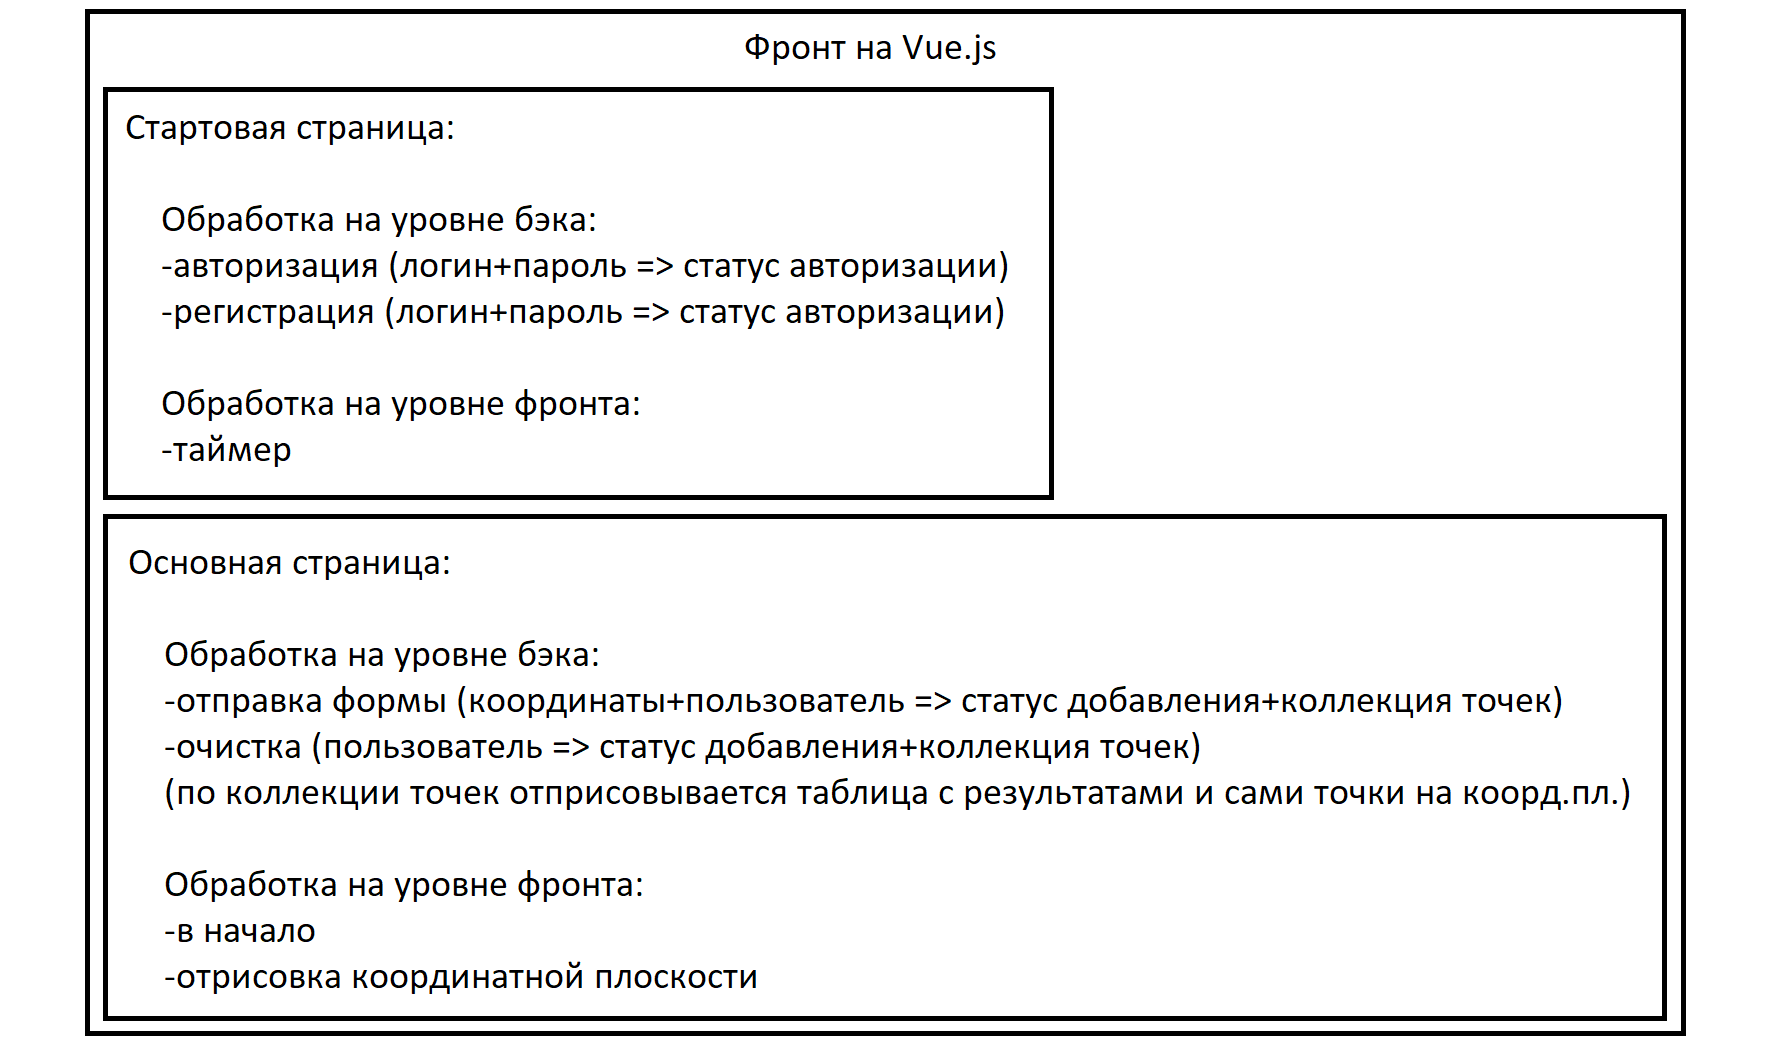 Фронт на Vue.js
Стартовая страница:
Обработка на уровне бэка:
-авторизация (логин+пароль => статус авторизации)
-регистрация (логин+пароль => статус авторизации)
Обработка на уровне фронта:
-таймер
Основная страница:
Обработка на уровне бэка:
-отправка формы (координаты+пользователь => статус добавления+коллекция точек)
-очистка (пользователь => статус добавления+коллекция точек)
(по коллекции точек отприсовывается таблица с результатами и сами точки на коорд.пл.)
Обработка на уровне фронта:
-в начало
-отрисовка координатной плоскости